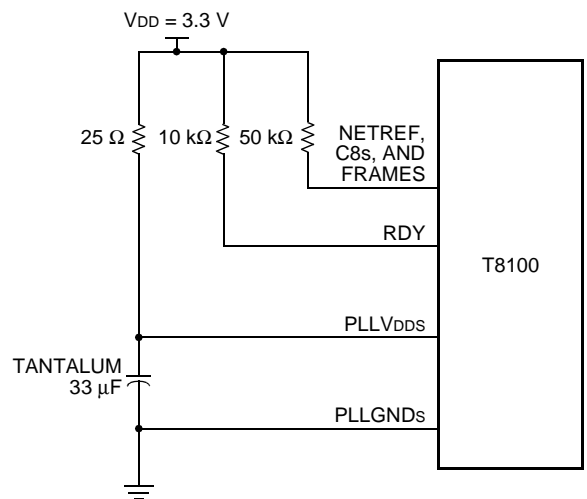 VDD = 3.3 V
25 Ω
10 kΩ
50 kΩ
NETREF,
C8s, AND
FRAMES
RDY
T8100
PLLVDDS
TANTALUM
33 μF
PLLGNDS